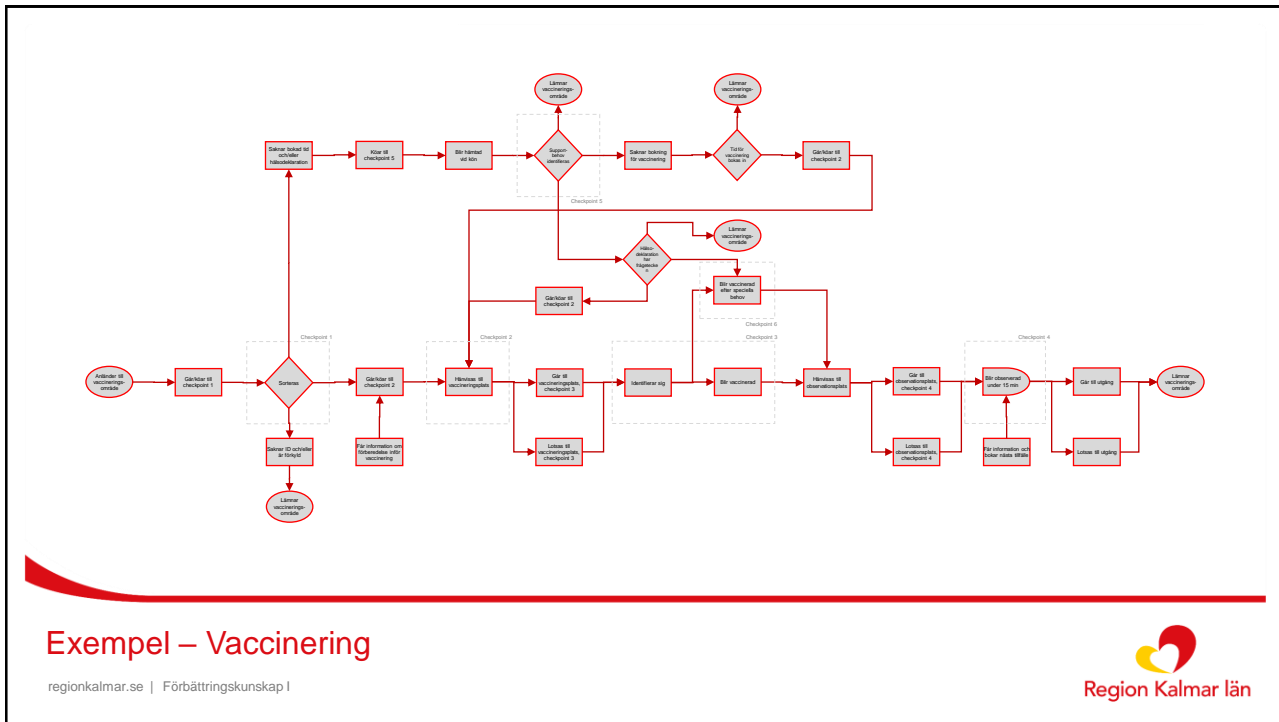 Lämnar
vaccinerings-
område
Lämnar
vaccinerings-
område
Saknar bokad tid
och/eller
hälsodeklaration
Köar till
checkpoint 5
Blir hämtad
vid kön
Support-
behov
identifieras
Saknar bokning
för vaccinering
Tid för
vaccinering
bokas in
Går/köar till
checkpoint 2
Checkpoint 5
Lämnar
vaccinerings-
område
Hälso-
deklaration
har
frågetecke
n
Blir vaccinerad
efter speciella
behov
Går/köar till
checkpoint 2
Checkpoint 6
Checkpoint 1
Checkpoint 2
Checkpoint 3
Checkpoint 4
Anländer till
vaccinerings-
område
Går/köar till
checkpoint 1
Sorteras
Går/köar till
checkpoint 2
Hänvisas till
vaccineringsplats
Går till
vaccineringsplats,
checkpoint 3
Identifierar sig
Blir vaccinerad
Hänvisas till
observationsplats
Går till
observationsplats,
checkpoint 4
Blir observerad
under 15 min
Går till utgång
Lämnar
vaccinerings-
område
Saknar ID och/eller
är förkyld
Får information om
förberedelse inför
vaccinering
Lotsas till
vaccineringsplats,
checkpoint 3
Lotsas till
observationsplats,
checkpoint 4
Får information och
bokar nästa tillfälle
Lotsas till utgång
Lämnar
vaccinerings-
område
Exempel – Vaccinering
regionkalmar.se | Förbättringskunskap I
Region Kalmar län